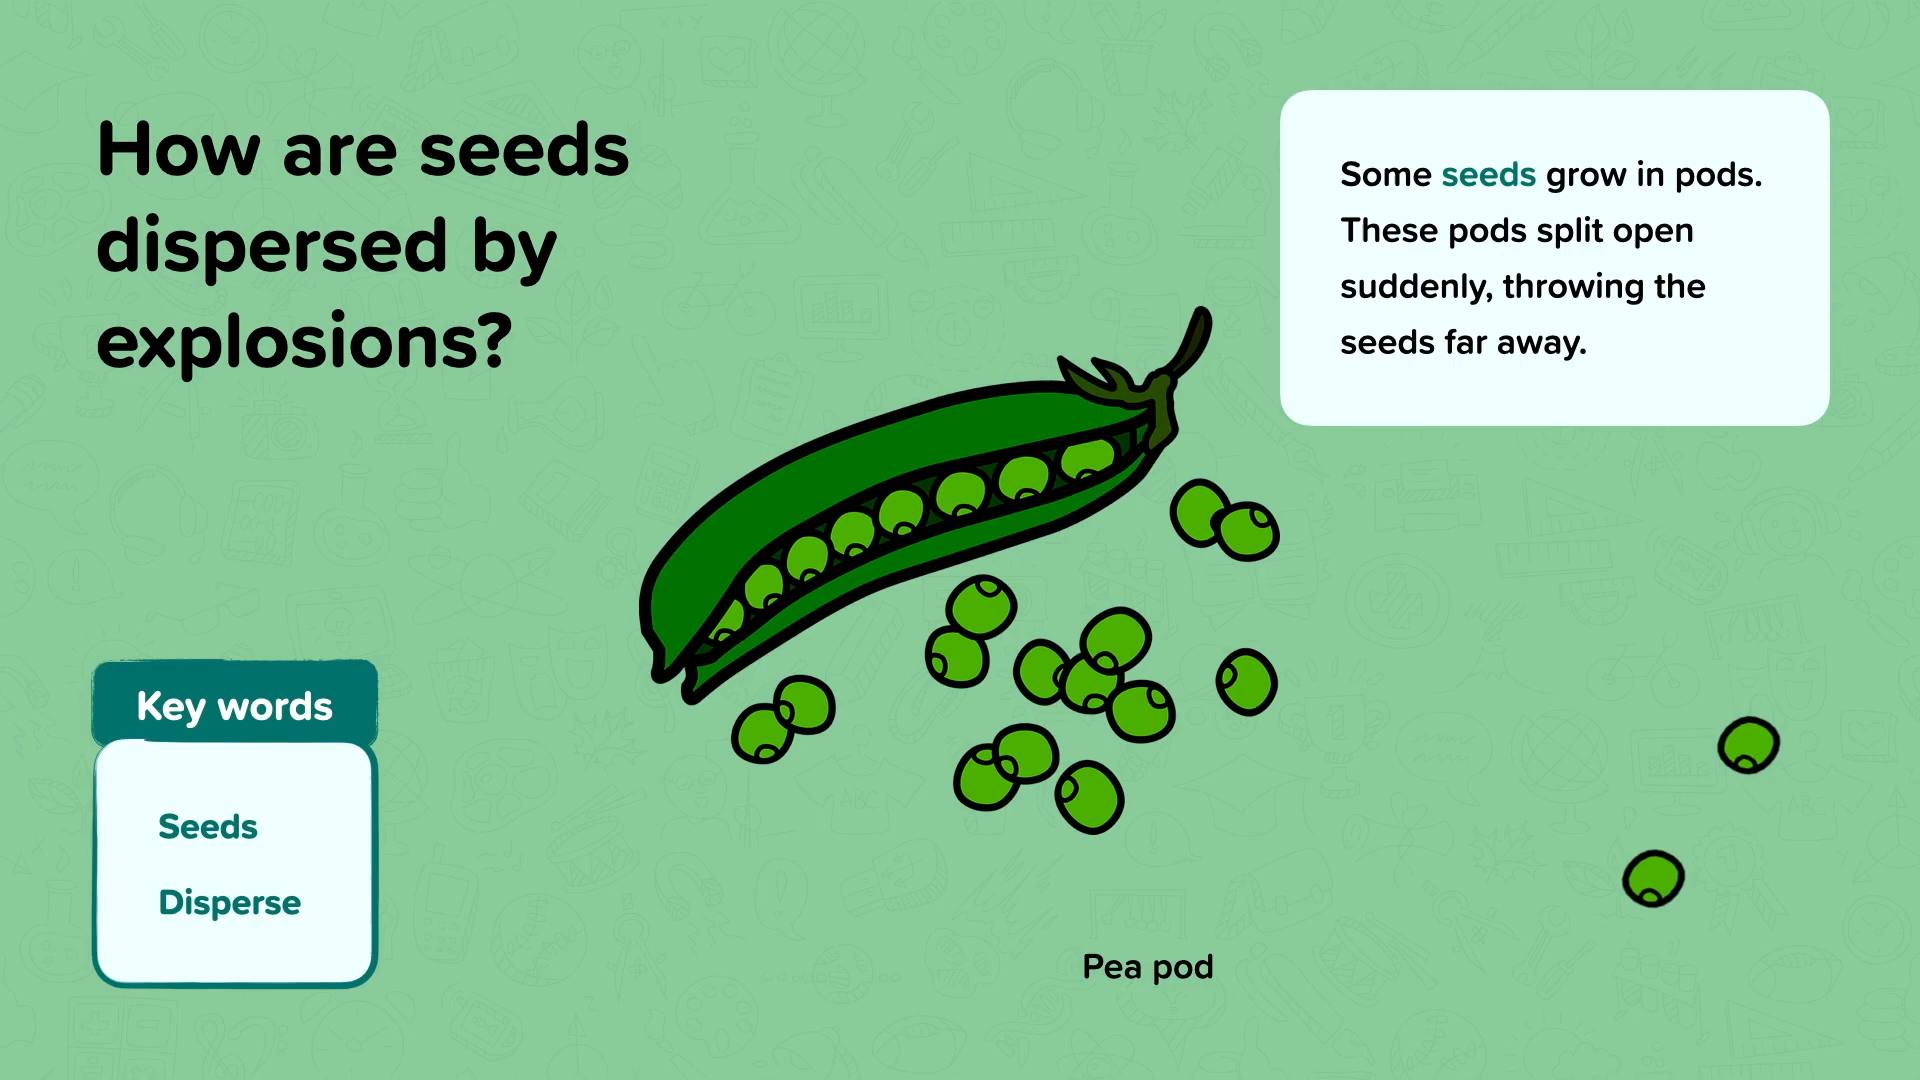 How are seeds
dispersed by
explosions?
Some seeds grow in pods.
These pods split open
suddenly, throwing the
seeds far away.
Key words
Seeds
Disperse
Pea pod